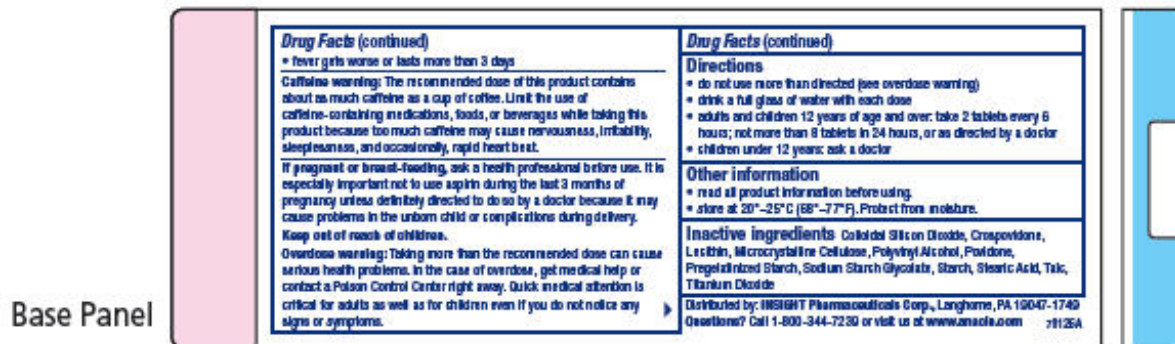 Base Panel
Drug Facts (continued)
• fever gets worse or lasts more than 3 days
Caffeine warning: The recommended dose of this product contains
about as much caffeine as a cup of coffee. Limit the use of
caffeine-containing medications, foods, or beverages while taking this
product because too much caffeine may cause nervousness, irritability,
sleeplessness, and occasionally, rapid heart beat.
If pregnant or breast-feeding, ask a health professional before use. It is
especially important not to use aspirin during the last 3 months of
pregnancy unless definitely directed to do so by a doctor because it may
cause problems in the unborn child or complications during delivery.
Keep out of reach of children.
Overdose warning: Taking more than the recommended dose can cause
serious health problems. In the case of overdose, get medical help or
contact a Poison Control Center right away. Quick medical attention is
critical for adults as well as for children even if you do not notice any
signs or symptoms.
Drug Facts (continued)
Directions
• do not use more than directed (see overdose warning)
• drink a full glass of water with each dose
• adults and children 12 years of age and over: take 2 tablets every 6
hours; not more than 8 tablets in 24 hours, or as directed by a doctor
• children under 12 years: ask a doctor
Other information
• read all product information before using.
• store at 20°-25°C (68°-77°F). Protect from moisture.
Inactive ingredients Colloidal Silicon Dioxide, Crospovidone,
Lecithin, Microcrystalline Cellulose, Polyvinyl Alcohol, Povidone,
Pregelatinized Starch, Sodium Starch Glycolate, Starch, Stearic Acid, Talc,
Titanium Dioxide
Distributed by: INSIGHT Pharmaceuticals Corp., Langhorne, PA 19047-1749
Questions? Call 1-800-344-7239 or visit us at www.anacin.com